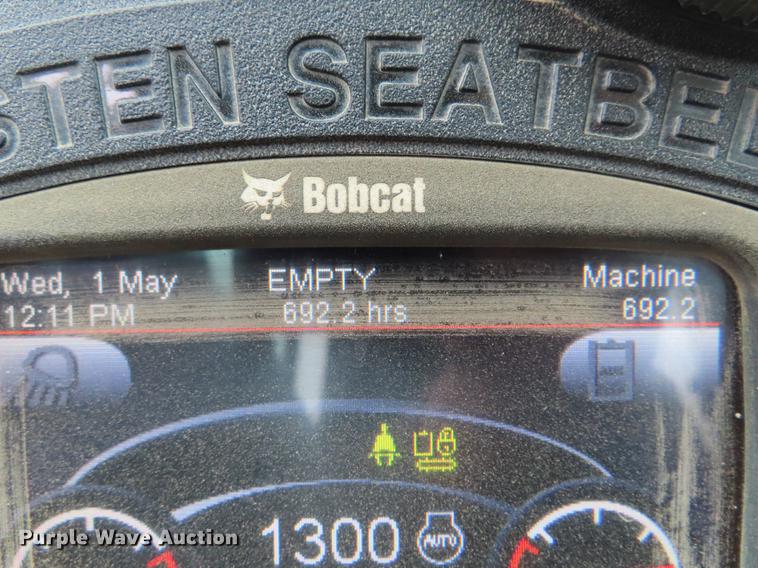 STEN SEATBEL
Bobcat
Wed, 1 May EMPTY Machine
12:11 PM 692.2 hrs 692.2
AUX
1300 AUTO
Purple Wave Auction